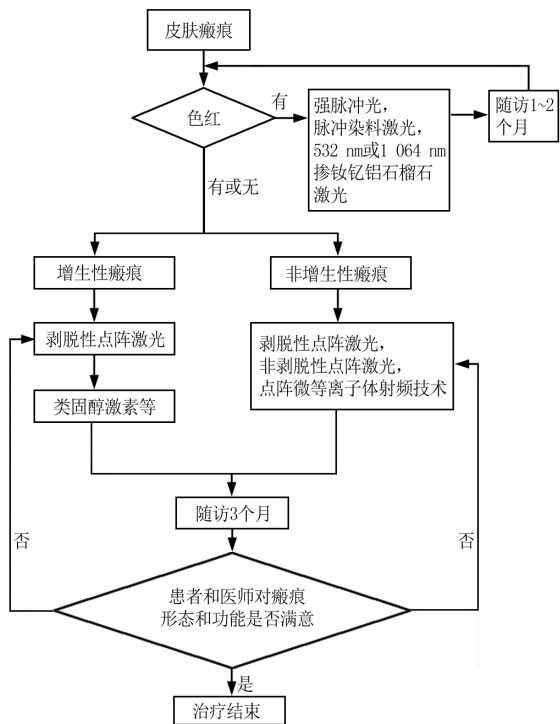 皮肤瘢痕
色红
有
强脉冲光，
脉冲染料激光，
532 nm或1 064 nm
掺钕钇铝石榴石
激光
随访1~2
个月
有或无
增生性瘢痕
非增生性瘢痕
剥脱性点阵激光
剥脱性点阵激光，
非剥脱性点阵激光，
点阵微等离子体射频技术
类固醇激素等
随访3个月
否
否
患者和医师对瘢痕
形态和功能是否满意
是
治疗结束